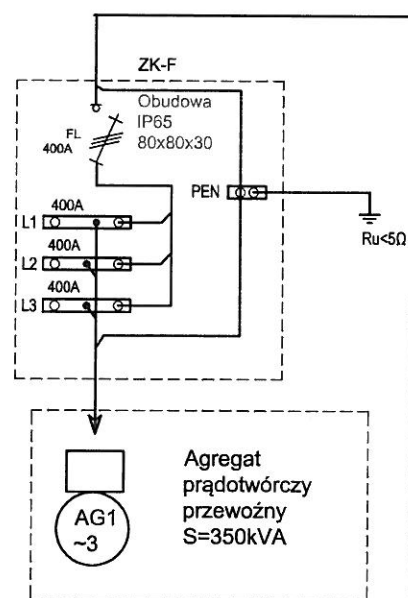 ZK-F
Obudowa
IP65
80x80x30
FL
400A
PEN
400A
L1
400A
L2
400A
L3
Ru<5Ω
Agregat
prądotwórczy
przewoźny
S=350kVA
AG1
~3